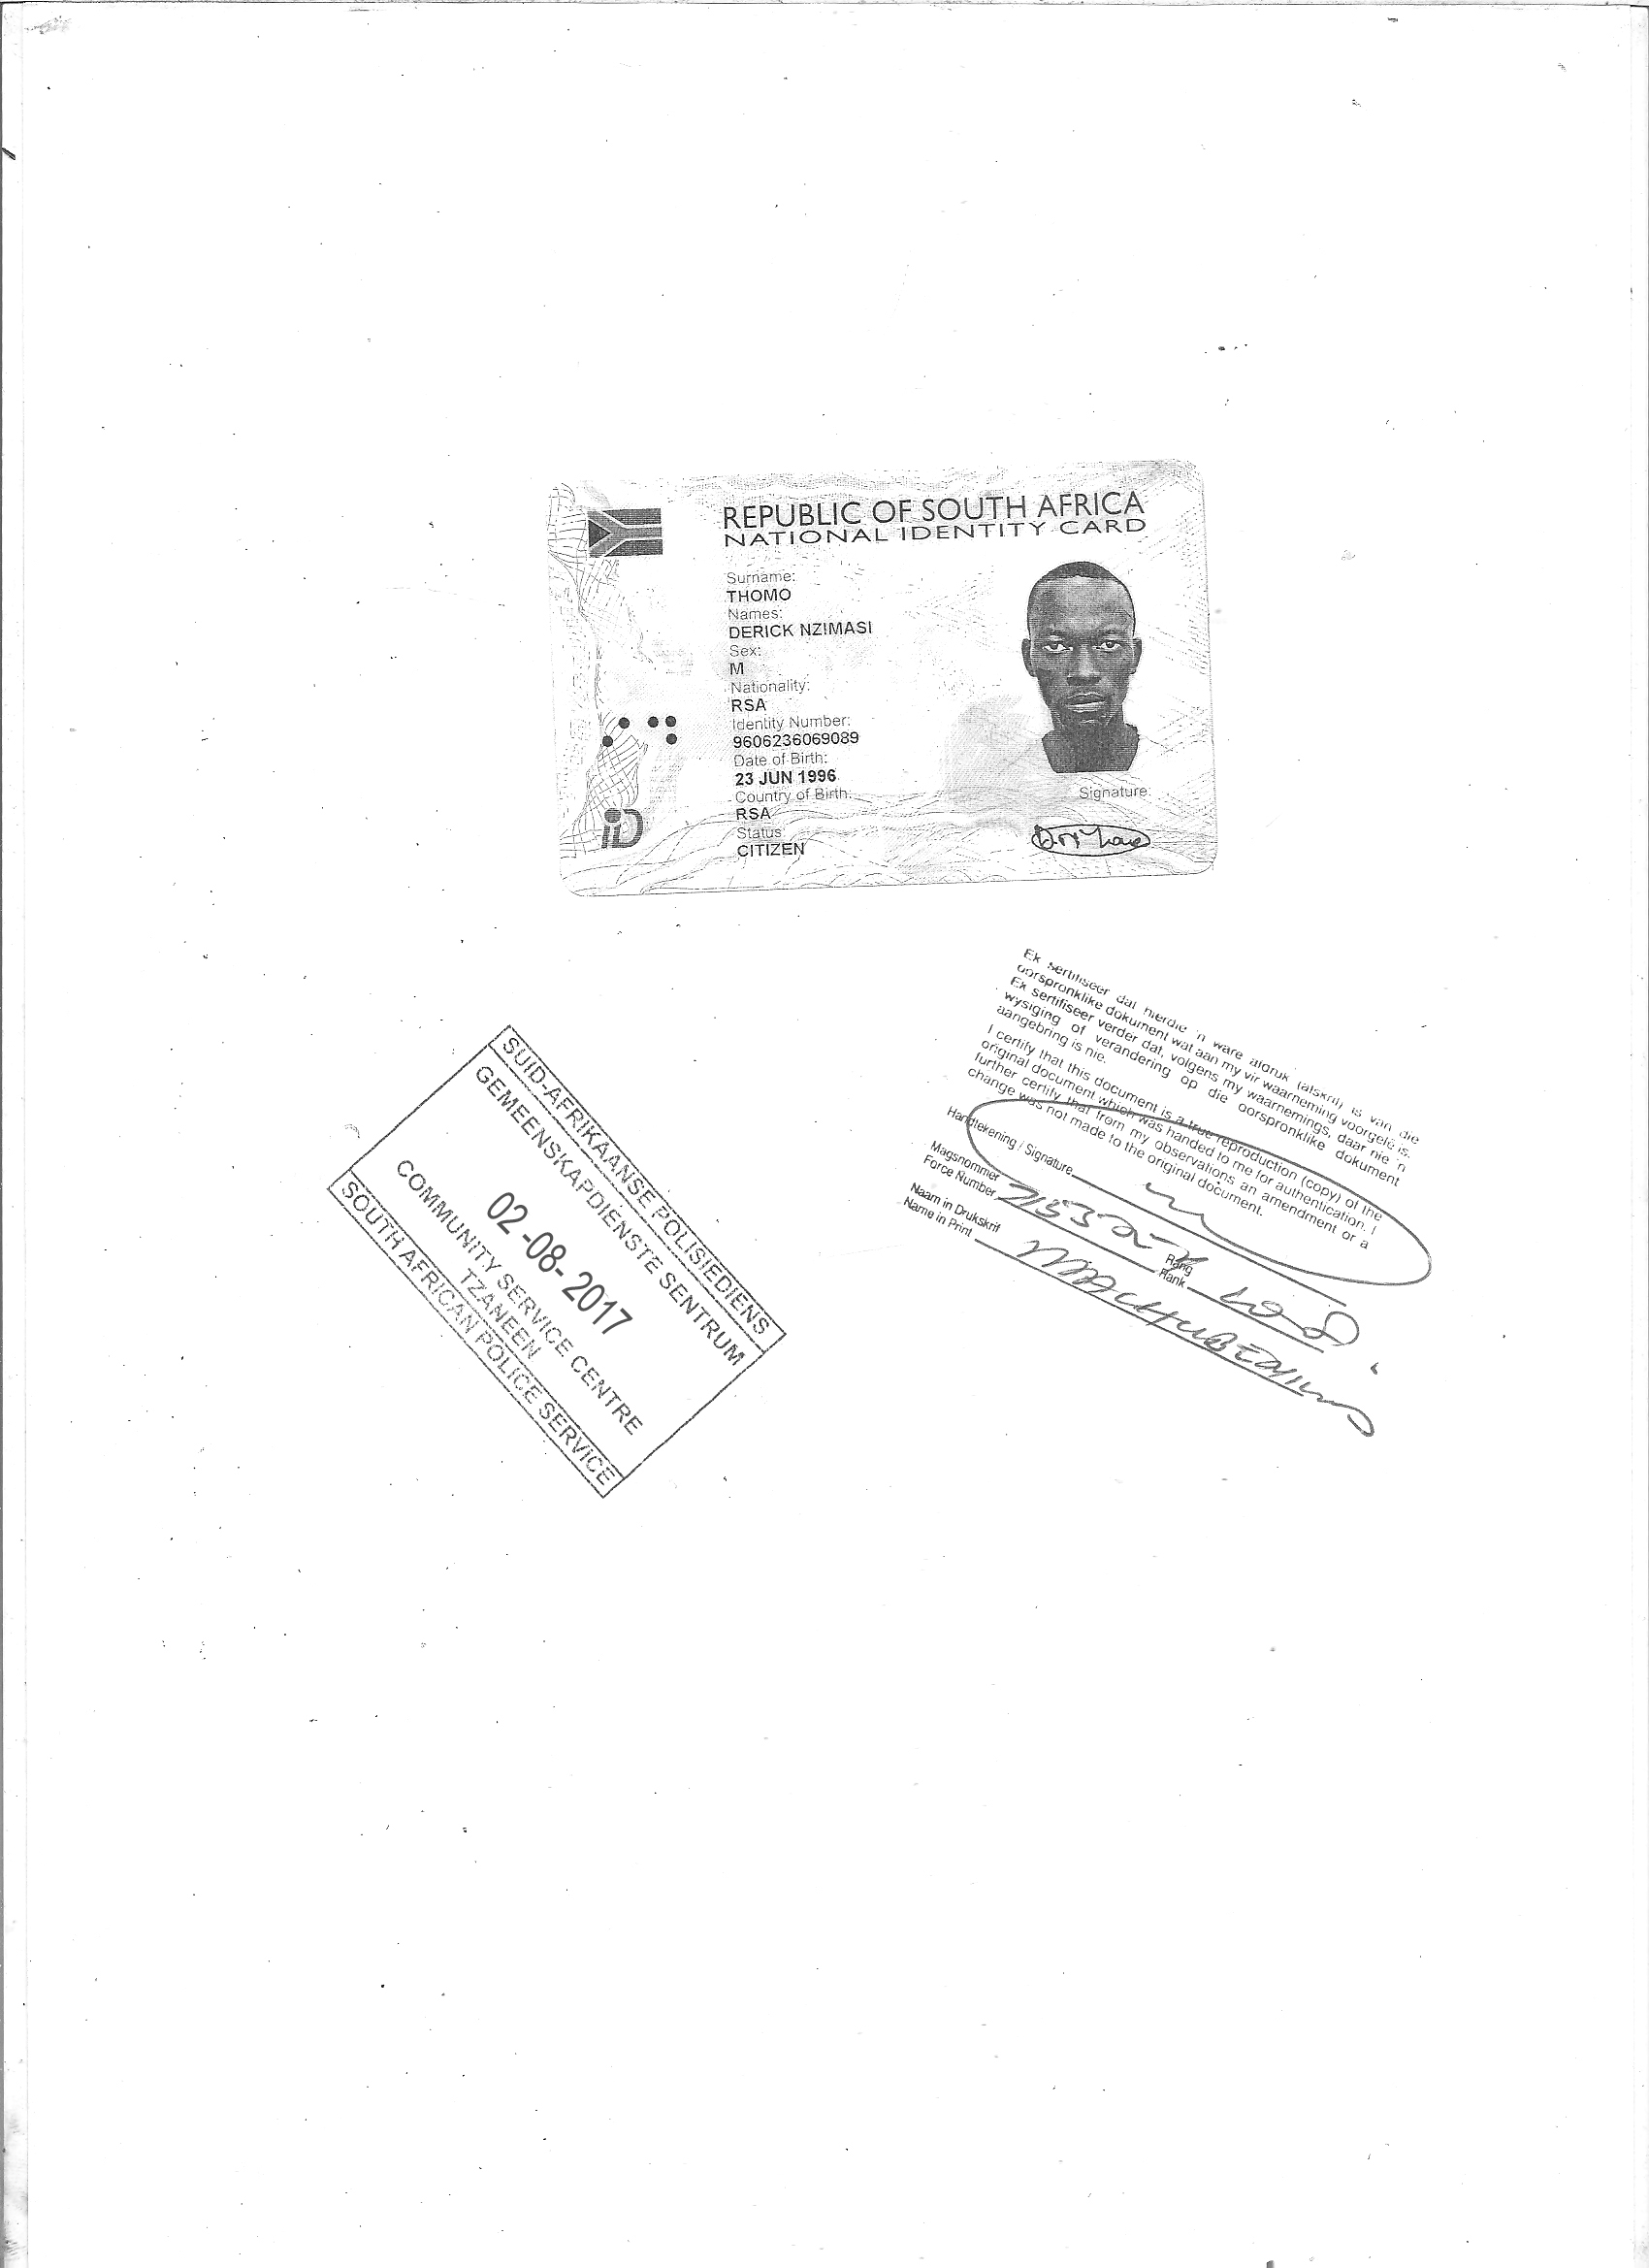 REPUBLIC OF SOUTH AFRICA
NATIONAL IDENTITY CARD
Surname:
THOMO
Names:
DERICK NZIMASI
Sex:
M
Nationality:
RSA
Identity Number:
9606236069089
Date of Birth:
23 JUN 1996
Country of Birth:
RSA
Status:
CITIZEN
Signature:
iD
SUID-AFRIKAANSE POLISIEDIENS
GEMEENSKAPDIENSTE SENTRUM
02-08-2017
COMMUNITY SERVICE CENTRE
TZANEEN
SOUTH AFRICAN POLICE SERVICE
Ek sertifiseer dat hierdie 'n ware afdruk (afskrif) is van die
oorspronklike dokument wat aan my vir waarneming voorgelê is.
Ek sertifiseer verder dat, volgens my waarnemings, daar nie 'n
wysiging of verandering op die oorspronklike dokument
aangebring is nie.
I certify that this document is a true reproduction (copy) of the
original document which was handed to me for authentication. I
further certify that from my observations an amendment or a
change was not made to the original document.
Handtekening / Signature
Magsnommer
Force Number
Rang
Rank
Naam in Drukskrif
Name in Print